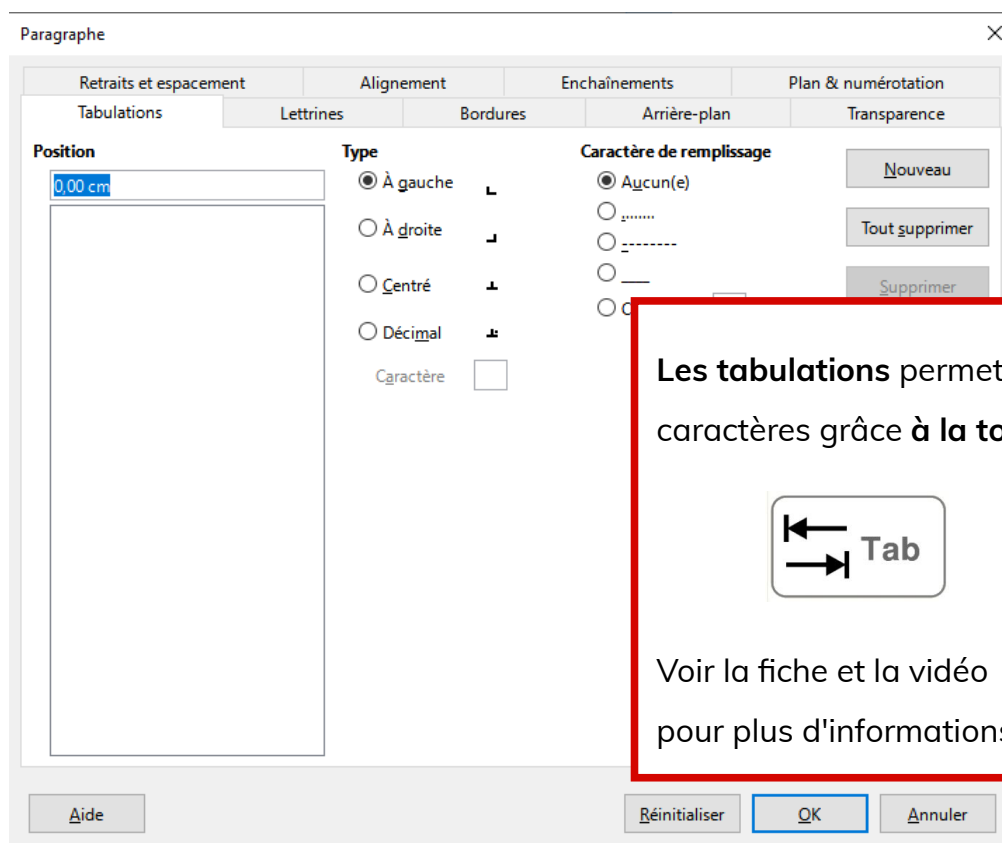 Paragraphe
Retraits et espacement Alignement Enchaînements Plan & numérotation
Tabulations Lettrines Bordures Arrière-plan Transparence
Position
0,00 cm
Type
À gauche
À droite
Centré
Décimal
Caractère
Caractère de remplissage
Aucun(e)
.......
--------
___
Nouveau
Tout supprimer
Supprimer
Les tabulations permet
caractères grâce à la
Tab
Voir la fiche et la vidéo
pour plus d'informations
Aide Réinitialiser OK Annuler